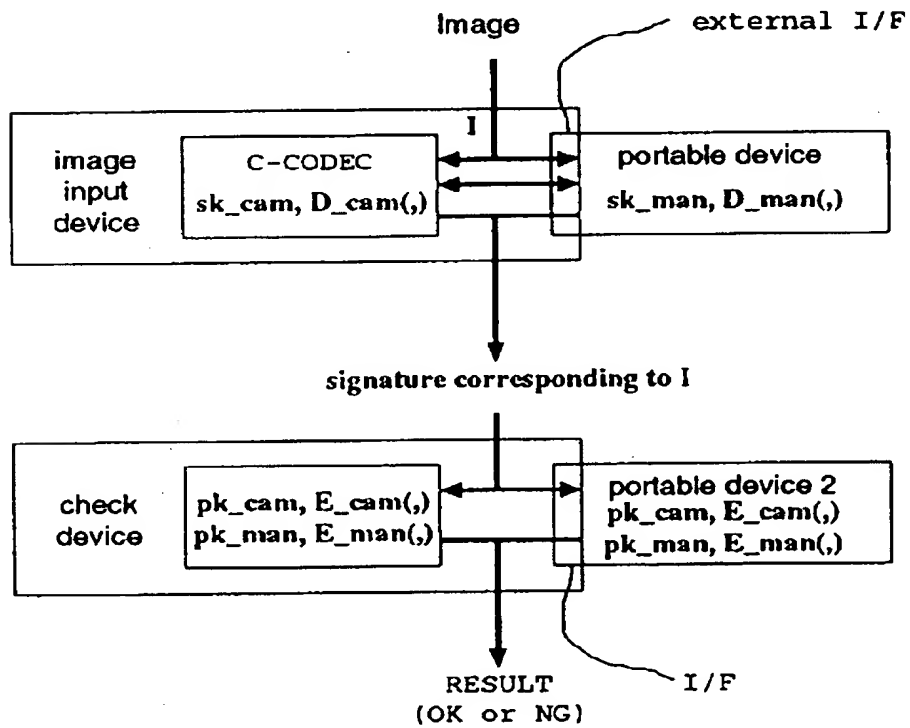 Image
external I/F
I
image
input
device
C-CODEC
sk_cam, D_cam(,)
portable device
sk_man, D_man(,)
signature corresponding to I
check
device
pk_cam, E_cam(,)
pk_man, E_man(,)
portable device 2
pk_cam, E_cam(,)
pk_man, E_man(,)
RESULT
(OK or NG)
I/F